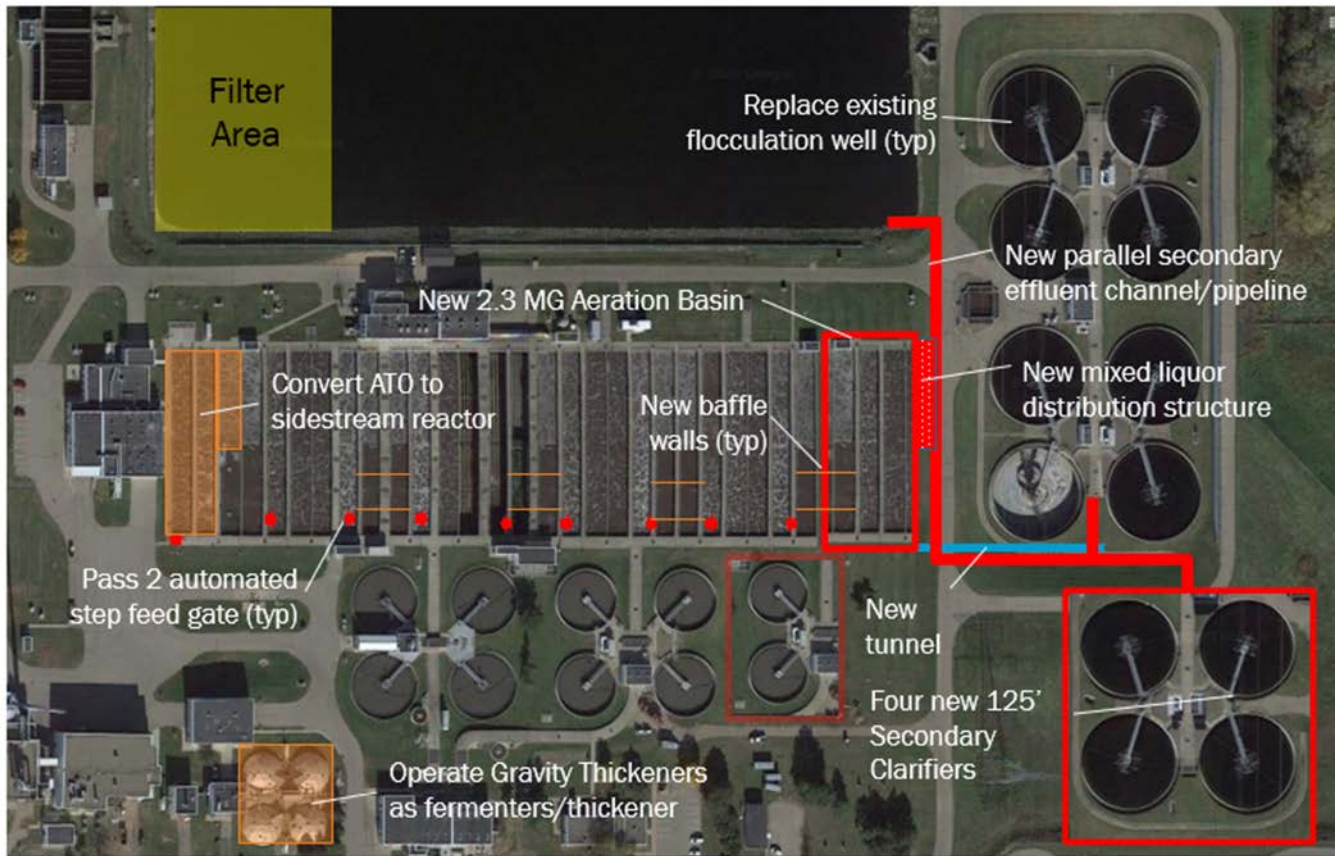 Filter
Area
Replace existing
flocculation well (typ)
New parallel secondary
effluent channel/pipeline
New 2.3 MG Aeration Basin
Convert AT0 to
sidestream reactor
New baffle
walls (typ)
New mixed liquor
distribution structure
Pass 2 automated
step feed gate (typ)
New
tunnel
Four new 125'
Secondary
Clarifiers
Operate Gravity Thickeners
as fermenters/thickener